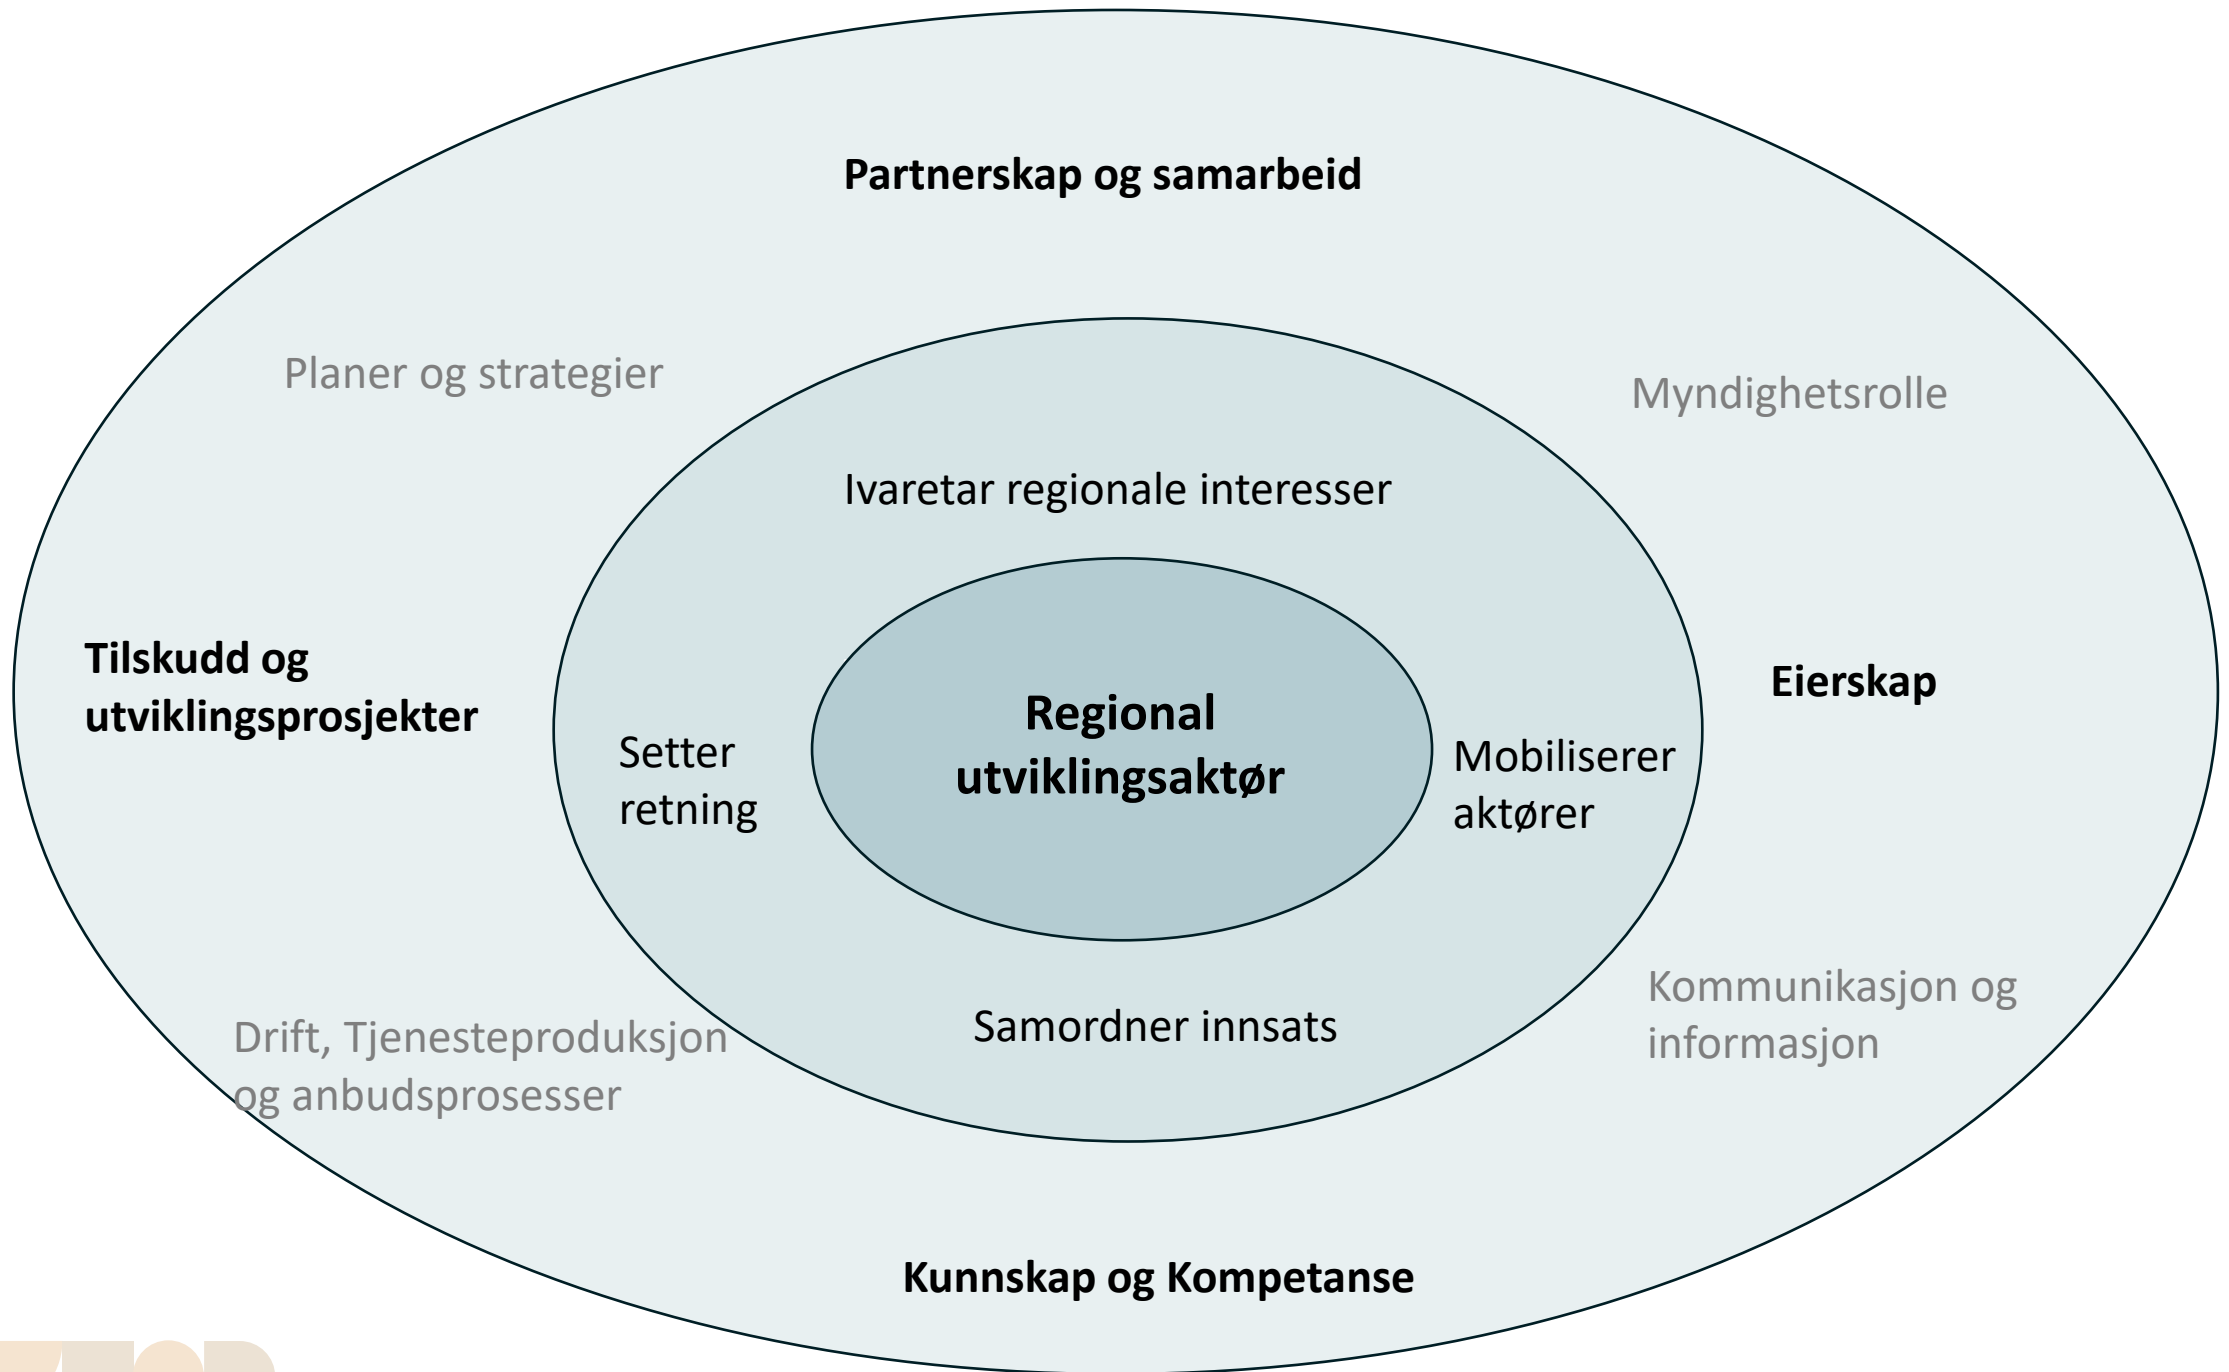 Partnerskap og samarbeid
Planer og strategier
Myndighetsrolle
Ivaretar regionale interesser
Tilskudd og
utviklingsprosjekter
Eierskap
Regional
utviklingsaktør
Setter
retning
Mobiliserer
aktører
Kommunikasjon og
informasjon
Samordner innsats
Drift, Tjenesteproduksjon
og anbudsprosesser
Kunnskap og Kompetanse